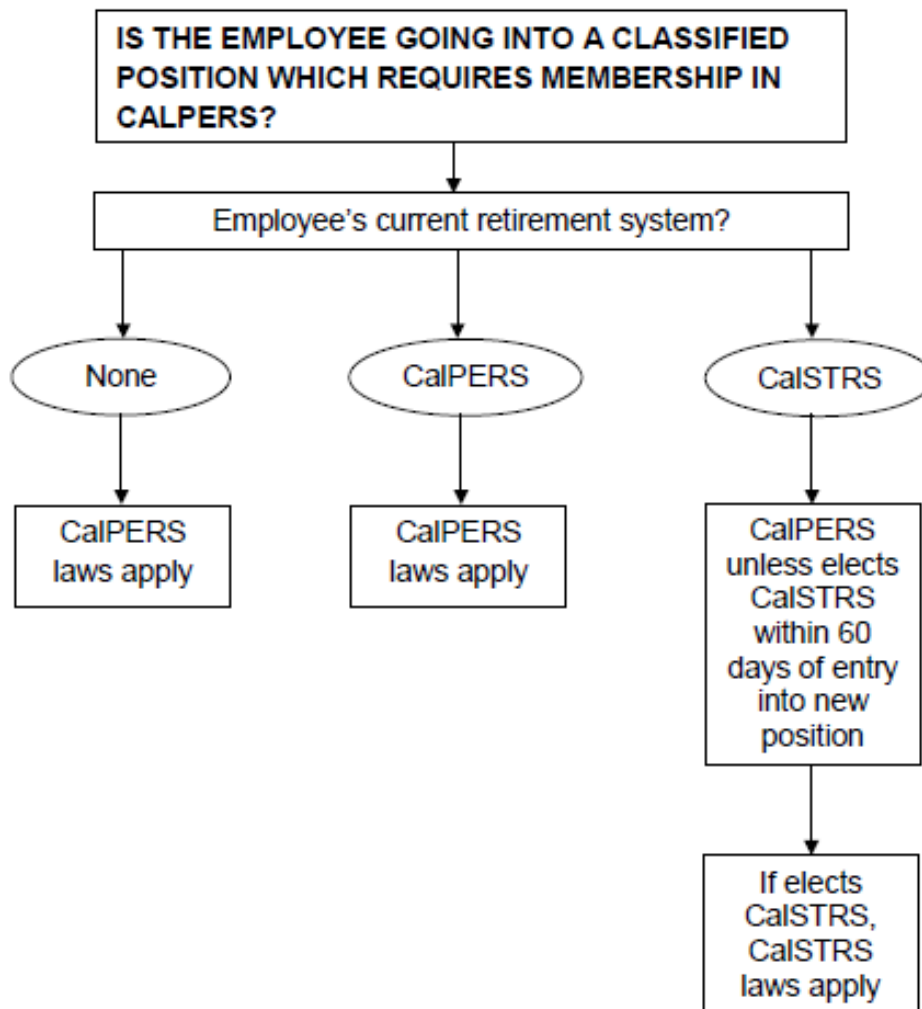 IS THE EMPLOYEE GOING INTO A CLASSIFIED
POSITION WHICH REQUIRES MEMBERSHIP IN
CALPERS?
Employee's current retirement system?
None
CalPERS
CalSTRS
CalPERS
laws apply
CalPERS
laws apply
CalPERS
unless elects
CalSTRS
within 60
days of entry
into new
position
If elects
CalSTRS,
CalSTRS
laws apply